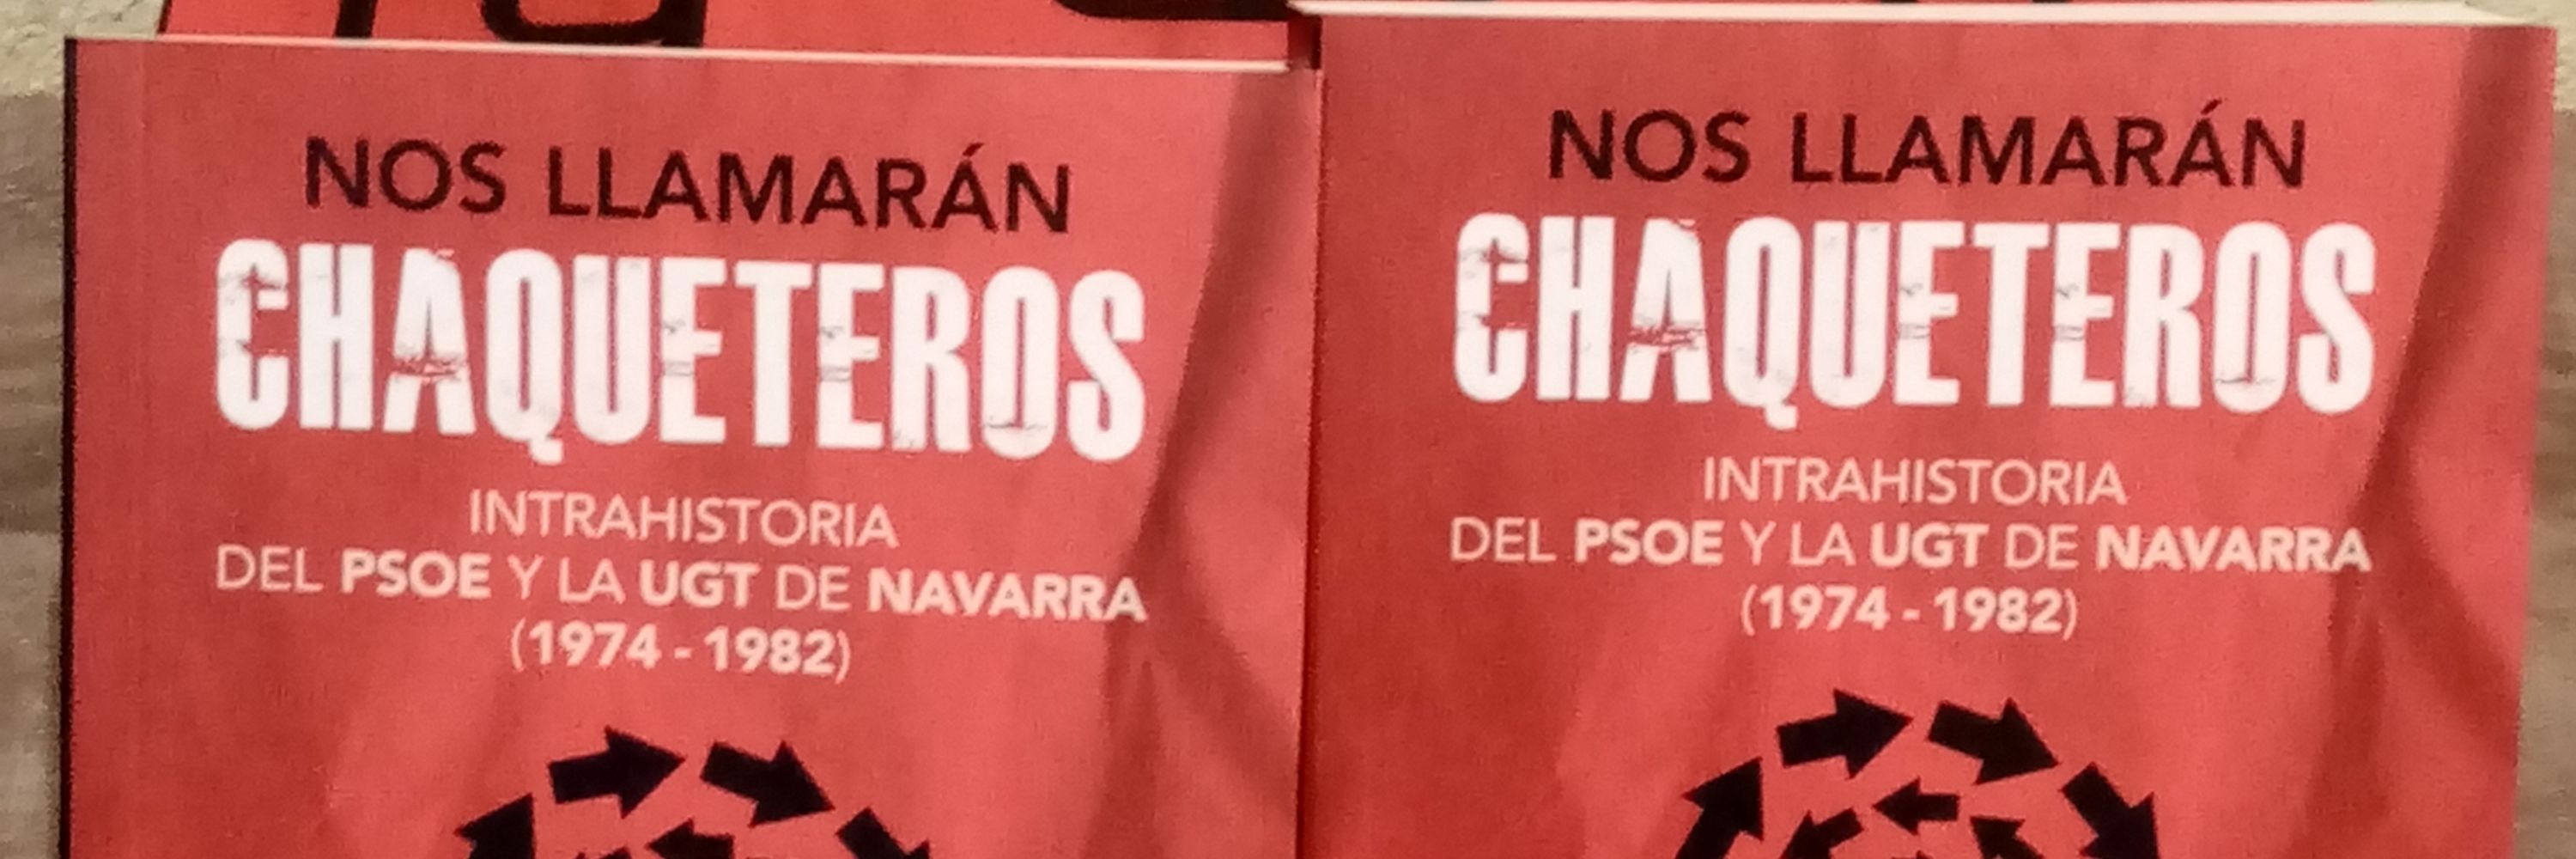 NOS LLAMARÁN
CHAQUETEROS
INTRAHISTORIA
DEL PSOE Y LA UGT DE NAVARRA
(1974 - 1982)
NOS LLAMARÁN
CHAQUETEROS
INTRAHISTORIA
DEL PSOE Y LA UGT DE NAVARRA
(1974 - 1982)